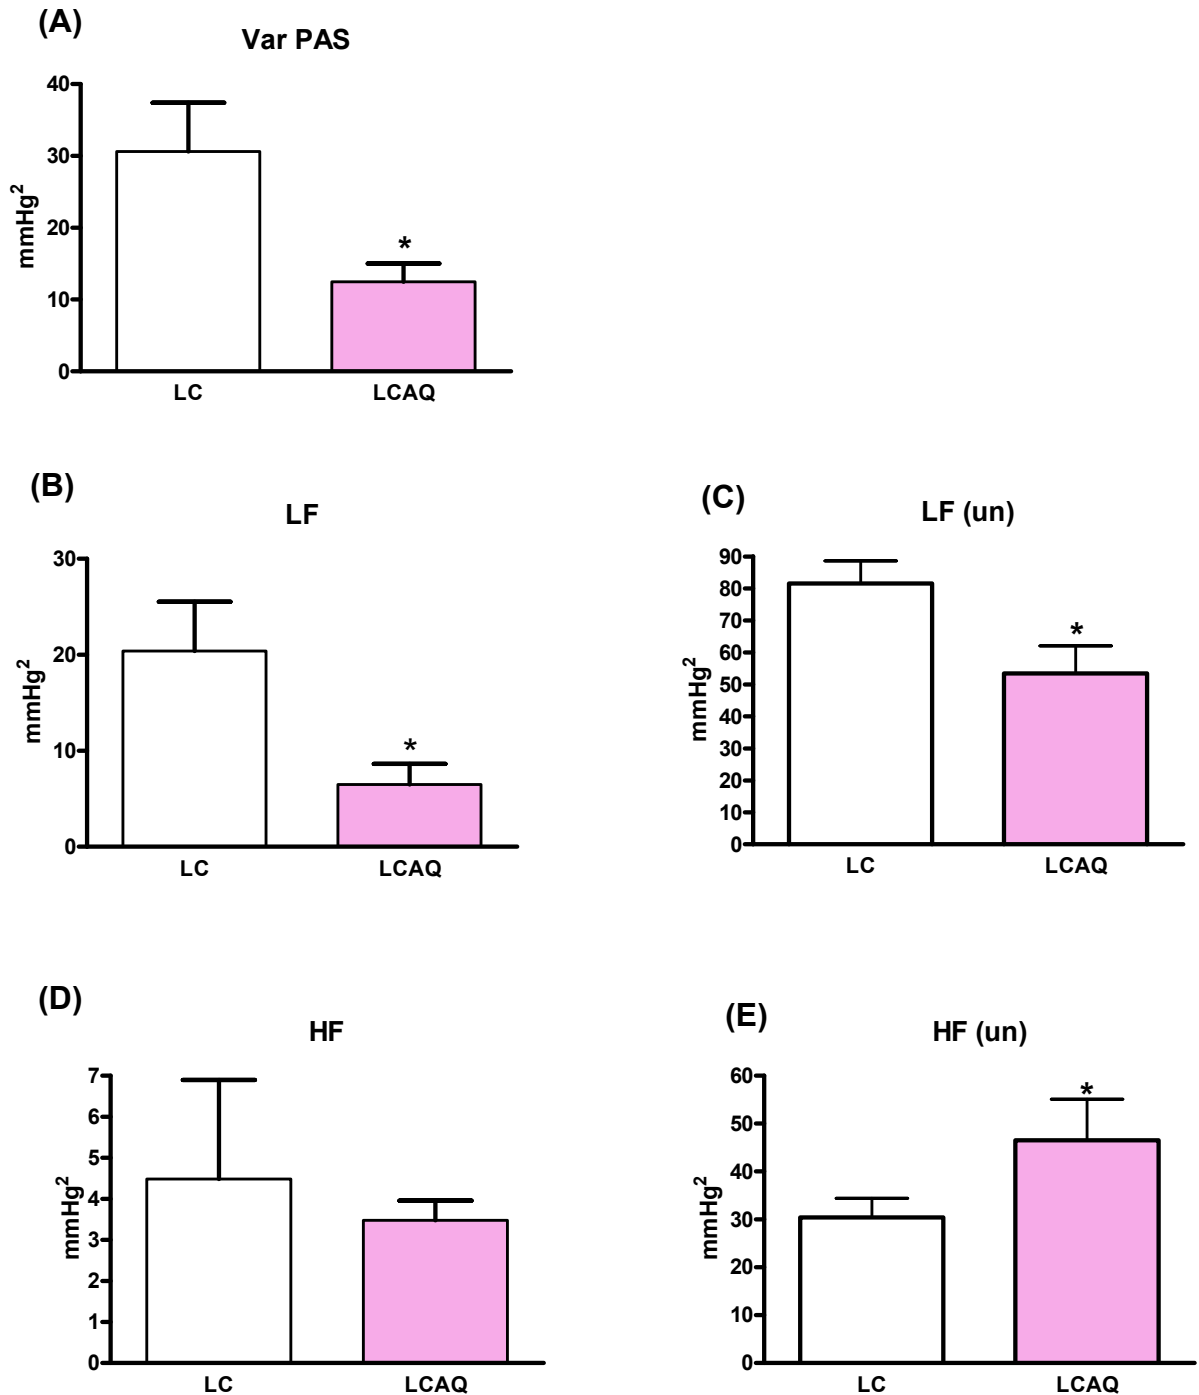 (A)
Var PAS
mmHg²
40
30
20
10
0
LC LCAQ
*
(B)
LF
mmHg²
30
20
10
0
LC LCAQ
*
(C)
LF (un)
mmHg²
90
80
70
60
50
40
30
20
10
0
LC LCAQ
*
(D)
HF
mmHg²
7
6
5
4
3
2
1
0
LC LCAQ
(E)
HF (un)
mmHg²
60
50
40
30
20
10
0
LC LCAQ
*